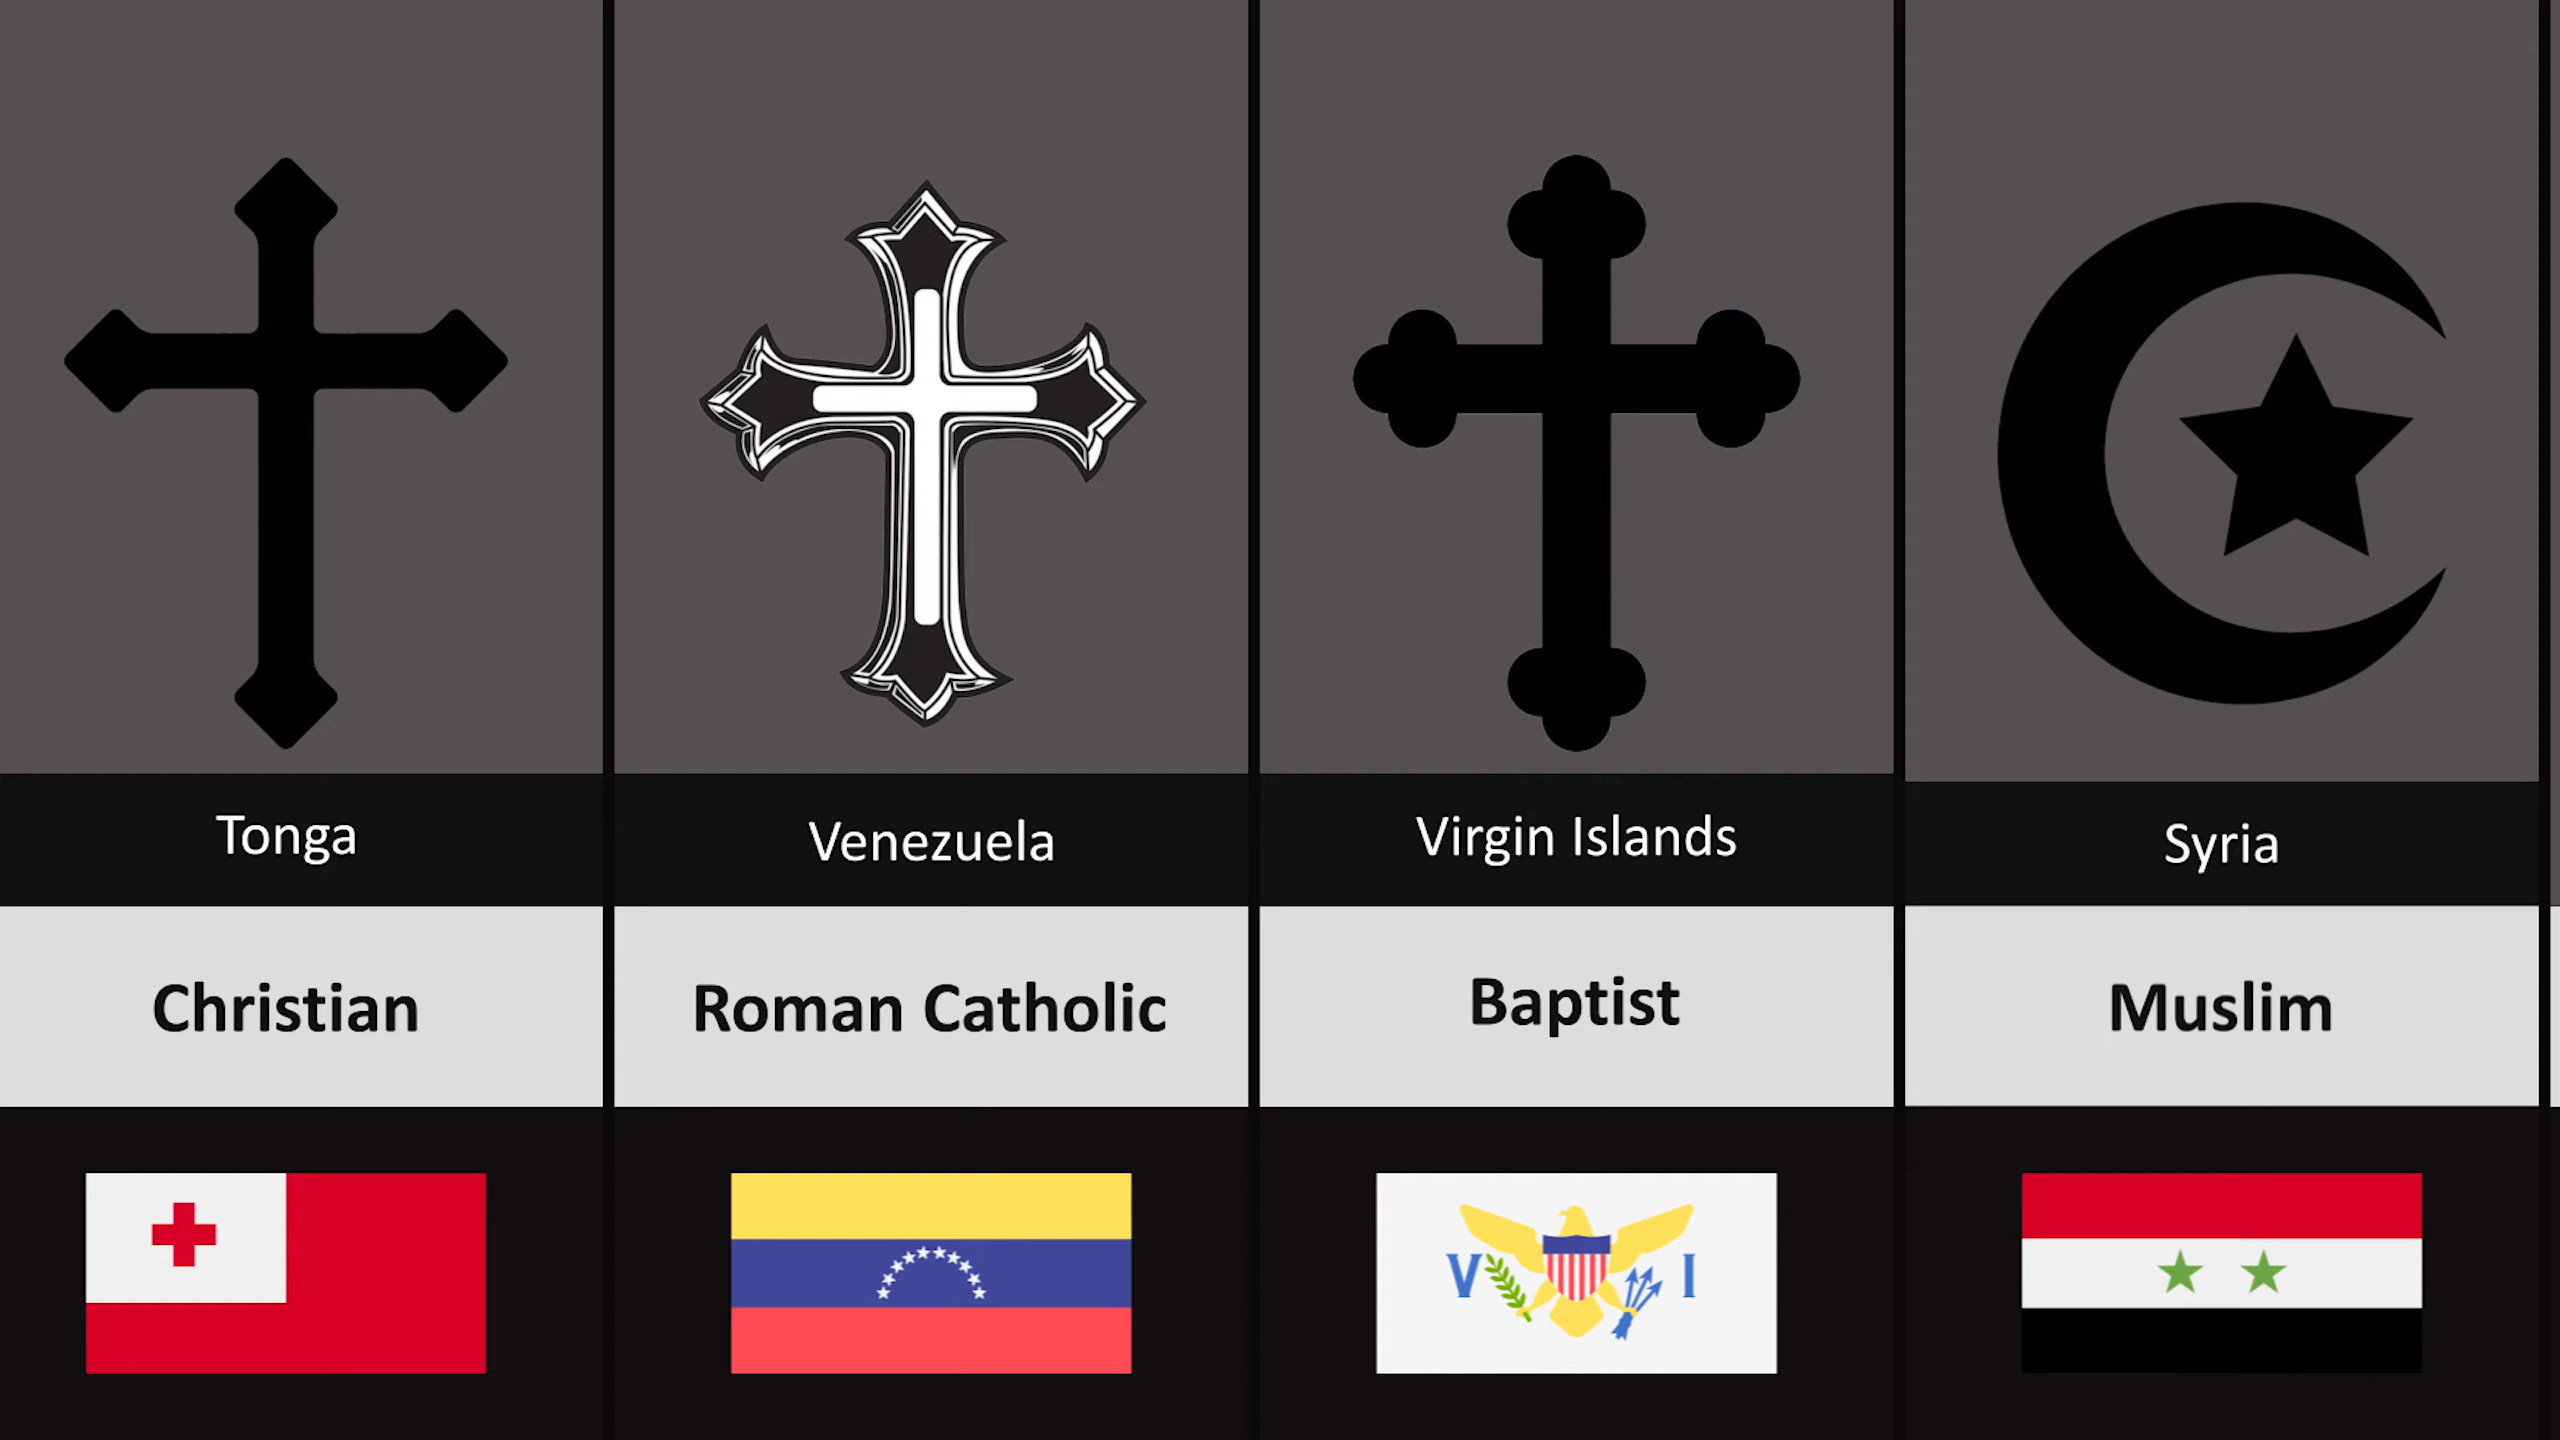 Tonga
Venezuela
Virgin Islands
Syria
Christian
Roman Catholic
Baptist
Muslim
V I